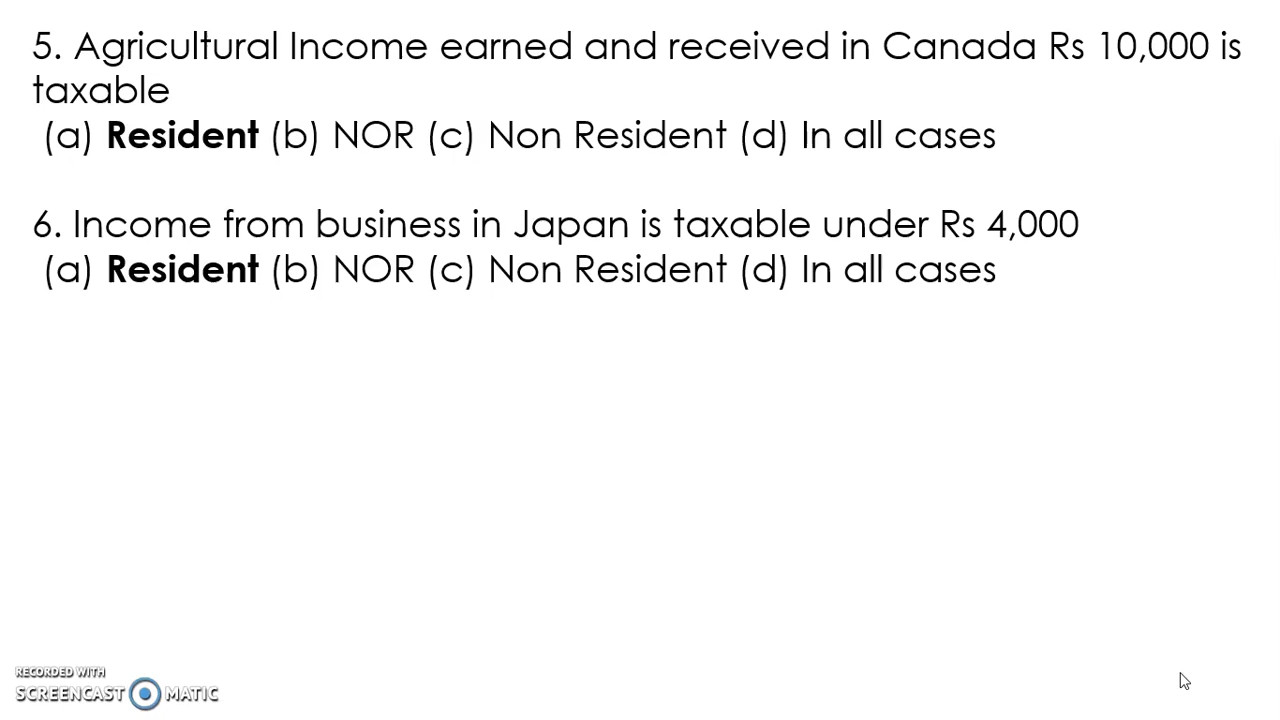 5. Agricultural Income earned and received in Canada Rs 10,000 is
taxable
(a) Resident (b) NOR (c) Non Resident (d) In all cases
6. Income from business in Japan is taxable under Rs 4,000
(a) Resident (b) NOR (c) Non Resident (d) In all cases
RECORDED WITH
SCREENCAST MATIC